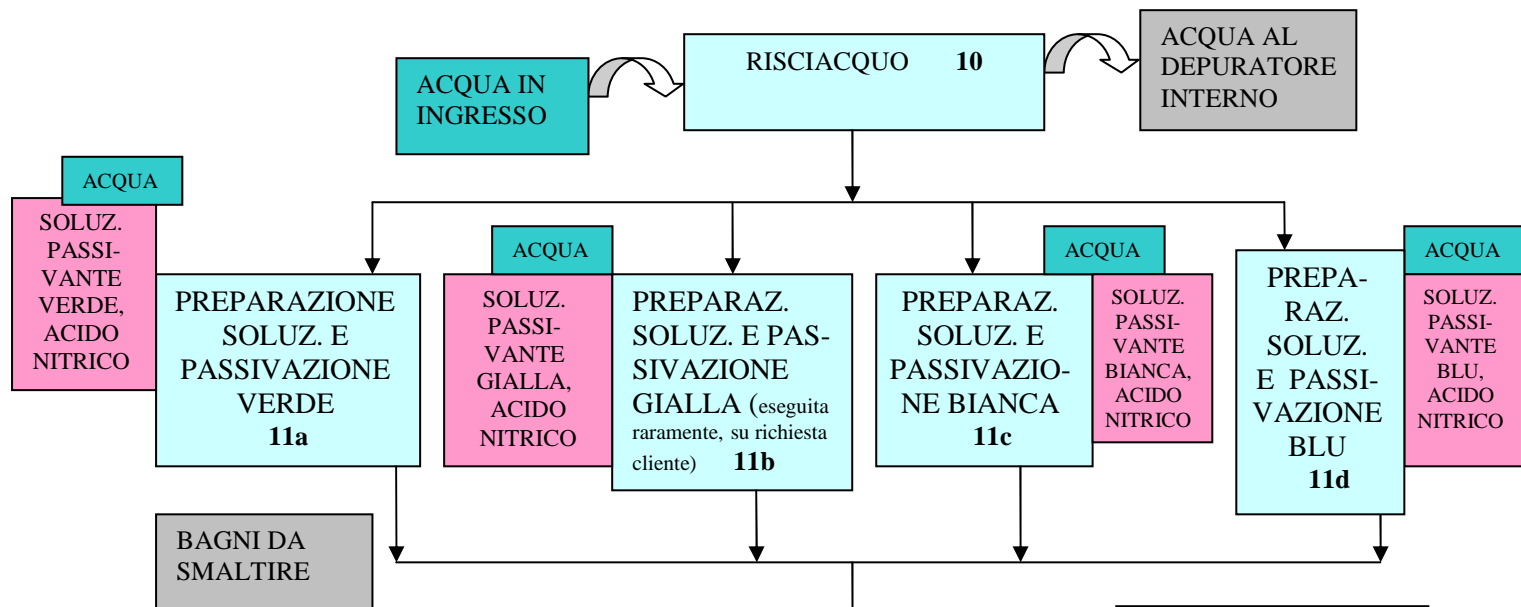 RISCIACQUO 10
ACQUA IN
INGRESSO
ACQUA AL
DEPURATORE
INTERNO
ACQUA
SOLUZ.
PASSI-
VANTE
VERDE,
ACIDO
NITRICO
PREPARAZIONE
SOLUZ. E
PASSIVAZIONE
VERDE
11a
ACQUA
SOLUZ.
PASSI-
VANTE
GIALLA,
ACIDO
NITRICO
PREPARAZ.
SOLUZ. E PAS-
SIVAZIONE
GIALLA (eseguita
raramente, su richiesta
cliente) 11b
PREPARAZ.
SOLUZ. E
PASSIVAZIO-
NE BIANCA
11c
ACQUA
SOLUZ.
PASSI-
VANTE
BIANCA,
ACIDO
NITRICO
PREPA-
RAZ.
SOLUZ.
E PASSI-
VAZIONE
BLU
11d
ACQUA
SOLUZ.
PASSI-
VANTE
BLU,
ACIDO
NITRICO
BAGNI DA
SMALTIRE